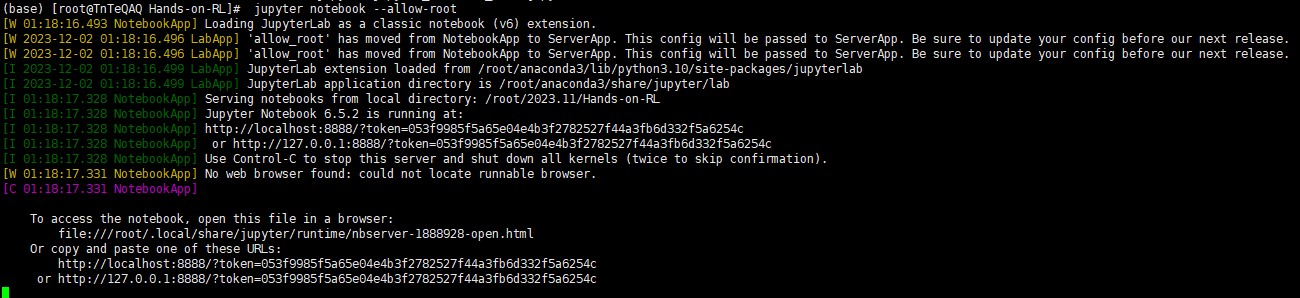 (base) [root@TnTeQAQ Hands-on-RL]#  jupyter notebook --allow-root
[W 01:18:16.493 NotebookApp] Loading JupyterLab as a classic notebook (v6) extension.
[W 2023-12-02 01:18:16.496 LabApp] 'allow_root' has moved from NotebookApp to ServerApp. This config will be passed to ServerApp. Be sure to update your config before our next release.
[W 2023-12-02 01:18:16.496 LabApp] 'allow_root' has moved from NotebookApp to ServerApp. This config will be passed to ServerApp. Be sure to update your config before our next release.
[I 2023-12-02 01:18:16.499 LabApp] JupyterLab extension loaded from /root/anaconda3/lib/python3.10/site-packages/jupyterlab
[I 2023-12-02 01:18:16.499 LabApp] JupyterLab application directory is /root/anaconda3/share/jupyter/lab
[I 01:18:17.328 NotebookApp] Serving notebooks from local directory: /root/2023.11/Hands-on-RL
[I 01:18:17.328 NotebookApp] Jupyter Notebook 6.5.2 is running at:
[I 01:18:17.328 NotebookApp] http://localhost:8888/?token=053f9985f5a65e04e4b3f2782527f44a3fb6d332f5a6254c
[I 01:18:17.328 NotebookApp]  or http://127.0.0.1:8888/?token=053f9985f5a65e04e4b3f2782527f44a3fb6d332f5a6254c
[I 01:18:17.328 NotebookApp] Use Control-C to stop this server and shut down all kernels (twice to skip confirmation).
[W 01:18:17.331 NotebookApp] No web browser found: could not locate runnable browser.
[C 01:18:17.331 NotebookApp]
To access the notebook, open this file in a browser:
file:///root/.local/share/jupyter/runtime/nbserver-1888928-open.html
Or copy and paste one of these URLs:
http://localhost:8888/?token=053f9985f5a65e04e4b3f2782527f44a3fb6d332f5a6254c
or http://127.0.0.1:8888/?token=053f9985f5a65e04e4b3f2782527f44a3fb6d332f5a6254c